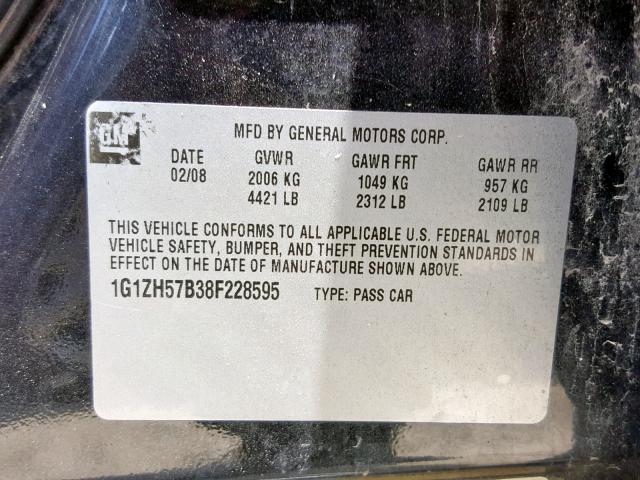 GM
MFD BY GENERAL MOTORS CORP.
DATE GVWR GAWR FRT GAWR RR
02/08 2006 KG 1049 KG 957 KG
4421 LB 2312 LB 2109 LB
THIS VEHICLE CONFORMS TO ALL APPLICABLE U.S. FEDERAL MOTOR
VEHICLE SAFETY, BUMPER, AND THEFT PREVENTION STANDARDS IN
EFFECT ON THE DATE OF MANUFACTURE SHOWN ABOVE.
1G1ZH57B38F228595 TYPE: PASS CAR